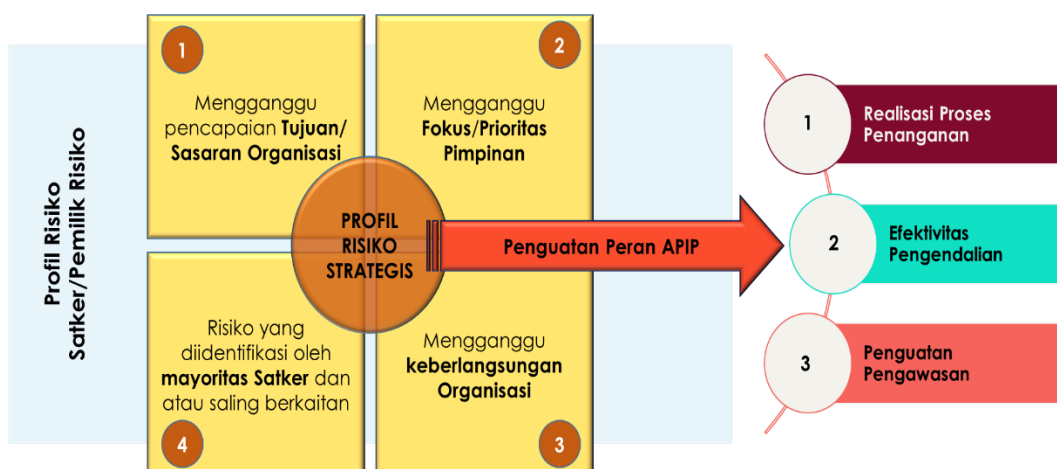 Profil Risiko
Satker/Pemilik Risiko
1
Mengganggu
pencapaian Tujuan/
Sasaran Organisasi
2
Mengganggu
Fokus/Prioritas
Pimpinan
PROFIL
RISIKO
STRATEGIS
Penguatan Peran APIP
Risiko yang
diidentifikasi oleh
mayoritas Satker dan
atau saling berkaitan
4
Mengganggu
keberlangsungan
Organisasi
3
1
Realisasi Proses
Penanganan
2
Efektivitas
Pengendalian
3
Penguatan
Pengawasan